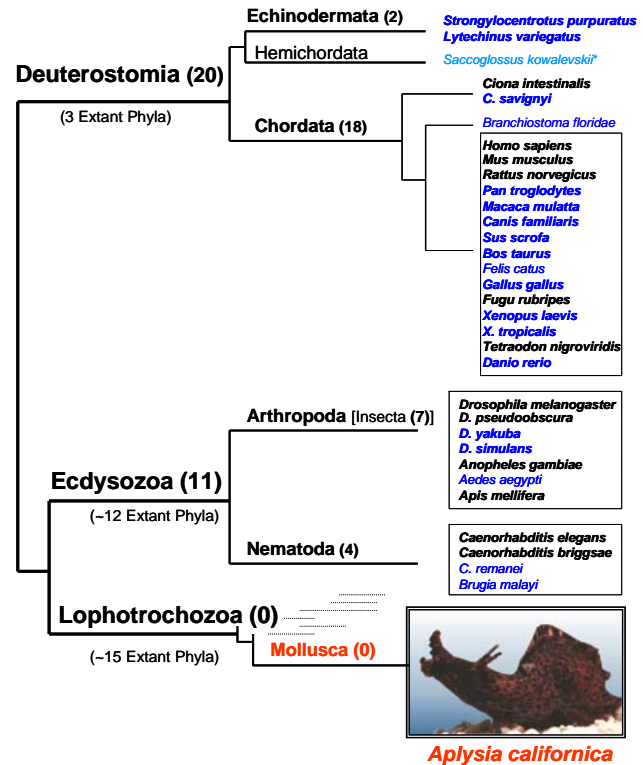 Echinodermata (2)
Strongylocentrotus purpuratus
Lytechinus variegatus
Hemichordata
Saccoglossus kowalevskii*
Deuterostomia (20)
(3 Extant Phyla)
Ciona intestinalis
C. savignyi
Chordata (18)
Branchiostoma floridae
Homo sapiens
Mus musculus
Rattus norvegicus
Pan troglodytes
Macaca mulatta
Canis familiaris
Sus scrofa
Bos taurus
Felis catus
Gallus gallus
Fugu rubripes
Xenopus laevis
X. tropicalis
Tetraodon nigroviridis
Danio rerio
Arthropoda [Insecta (7)]
Drosophila melanogaster
D. pseudoobscura
D. yakuba
D. simulans
Anopheles gambiae
Aedes aegypti
Apis mellifera
Ecdysozoa (11)
(~12 Extant Phyla)
Nematoda (4)
Caenorhabditis elegans
Caenorhabditis briggsae
C. remanei
Brugia malayi
Lophotrochozoa (0)
(~15 Extant Phyla)
Mollusca (0)
Aplysia californica